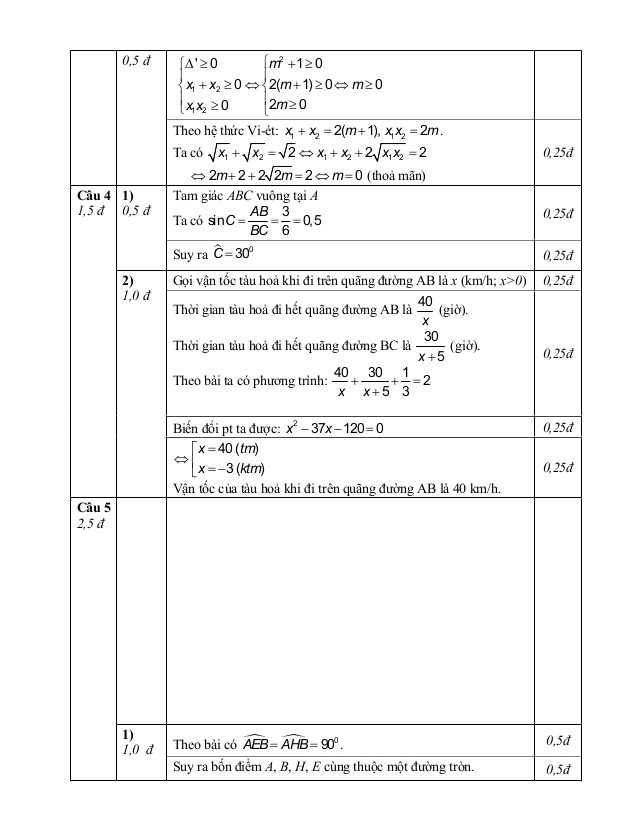 0,5 đ
{Δ' ≥ 0
x₁ + x₂ ≥ 0
x₁x₂ ≥ 0 ⇔ {m² + 1 ≥ 0
2(m + 1) ≥ 0
2m ≥ 0 ⇔ m ≥ 0
Theo hệ thức Vi-ét: x₁ + x₂ = 2(m + 1), x₁x₂ = 2m.
Ta có √x₁ + √x₂ = √2 ⇔ x₁ + x₂ + 2√x₁x₂ = 2 0,25đ
⇔ 2m + 2 + 2√2m = 2 ⇔ m = 0 (thoả mãn)
Câu 4 1) Tam giác ABC vuông tại A
1,5 đ 0,5 đ Ta có sin C = AB/BC = 3/6 = 0,5 0,25đ
Suy ra Ĉ = 30⁰ 0,25đ
2) Gọi vận tốc tàu hoả khi đi trên quãng đường AB là x (km/h; x>0) 0,25đ
1,0 đ
Thời gian tàu hoả đi hết quãng đường AB là 40/x (giờ).
Thời gian tàu hoả đi hết quãng đường BC là 30/(x + 5) (giờ). 0,25đ
Theo bài ta có phương trình: 40/x + 30/(x + 5) + 1/3 = 2
Biến đổi pt ta được: x² − 37x − 120 = 0 0,25đ
⇔ [x = 40 (tm)
x = −3 (ktm) 0,25đ
Vận tốc của tàu hoả khi đi trên quãng đường AB là 40 km/h.
Câu 5
2,5 đ
1)
1,0 đ Theo bài có A͡EB = A͡HB = 90⁰. 0,5đ
Suy ra bốn điểm A, B, H, E cùng thuộc một đường tròn. 0,5đ